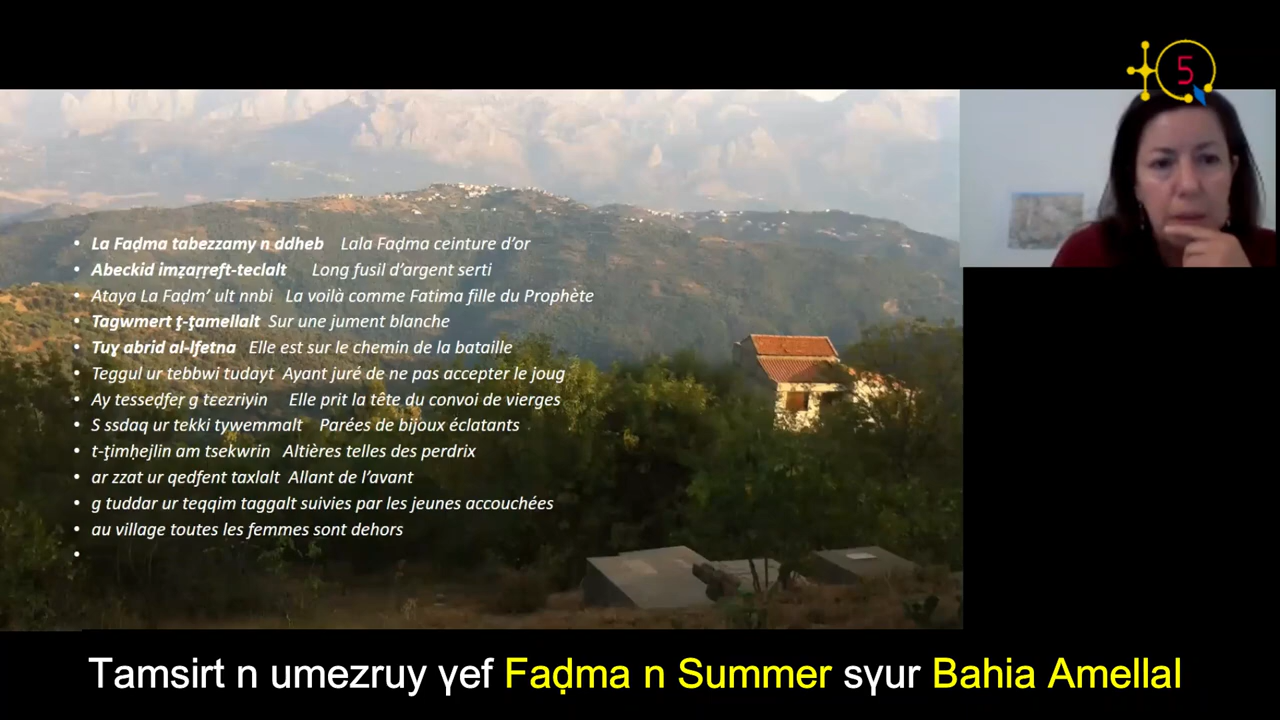 5
• La Faḍma tabezzamy n ddheb Lala Faḍma ceinture d’or
• Abeckid imẓaṛṛeft-teclalt Long fusil d’argent serti
• Ataya La Faḍm’ ult nnbi La voilà comme Fatima fille du Prophète
• Tagwmert ţ-ţamellalt Sur une jument blanche
• Tuɣ abrid al-lfetna Elle est sur le chemin de la bataille
• Teggul ur tebbwi tudayt Ayant juré de ne pas accepter le joug
• Ay tesseḍfeṛ g teezriyin Elle prit la tête du convoi de vierges
• S ssdaq ur tekki tywemmalt Parées de bijoux éclatants
• t-ţimḥejlin am tsekwrin Altières telles des perdrix
• ar zzat ur qedfent taxlalt Allant de l’avant
• g tuddar ur teqqim taggalt suivies par les jeunes accouchées
• au village toutes les femmes sont dehors
•
Tamsirt n umezruy γef Faḍma n Summer sγur Bahia Amellal